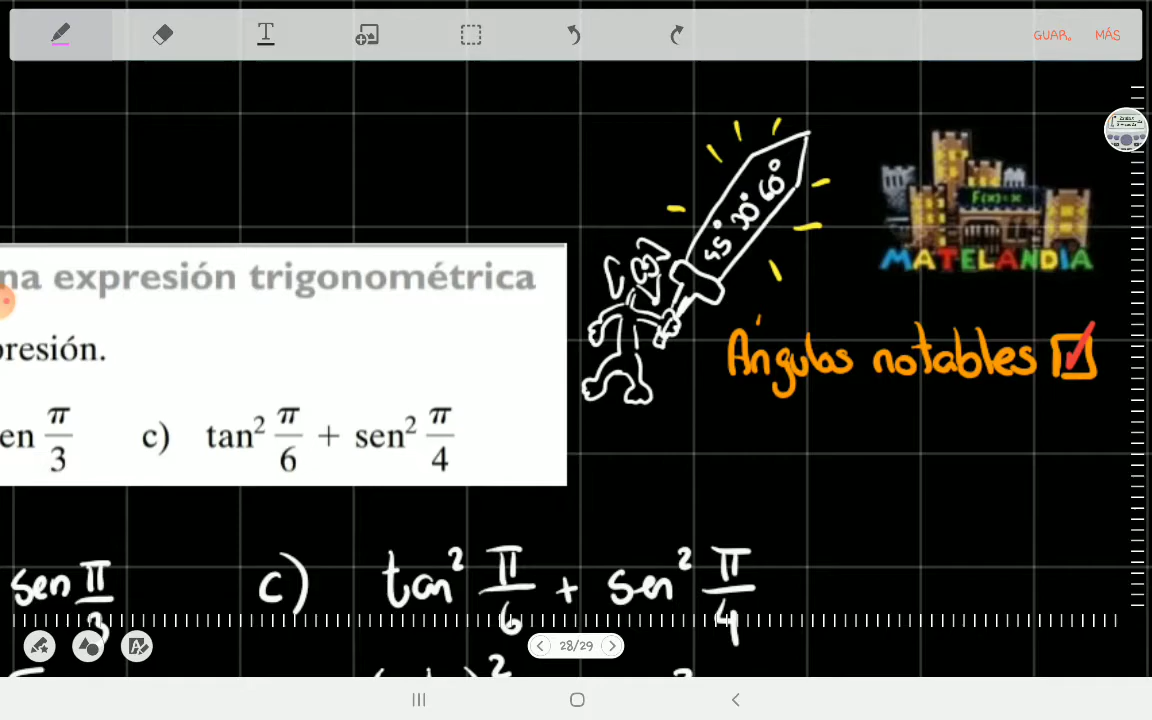 T GUAR. MÁS
45° 30° 60°
F(x)=x
MATELANDIA
na expresión trigonométrica
Ángulos notables
presión.
en π/3 c) tan² π/6 + sen² π/4
sen π/3 c) tan² π/6 + sen² π/4
28/29